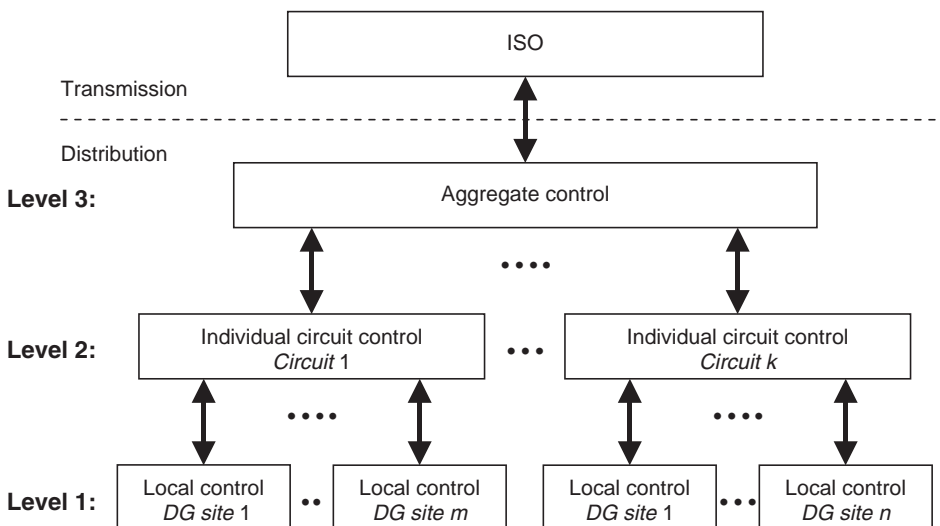 ISO
Transmission
Distribution
Level 3:
Aggregate control
Level 2:
Individual circuit control
Circuit 1
Individual circuit control
Circuit k
Level 1:
Local control
DG site 1
Local control
DG site m
Local control
DG site 1
Local control
DG site n